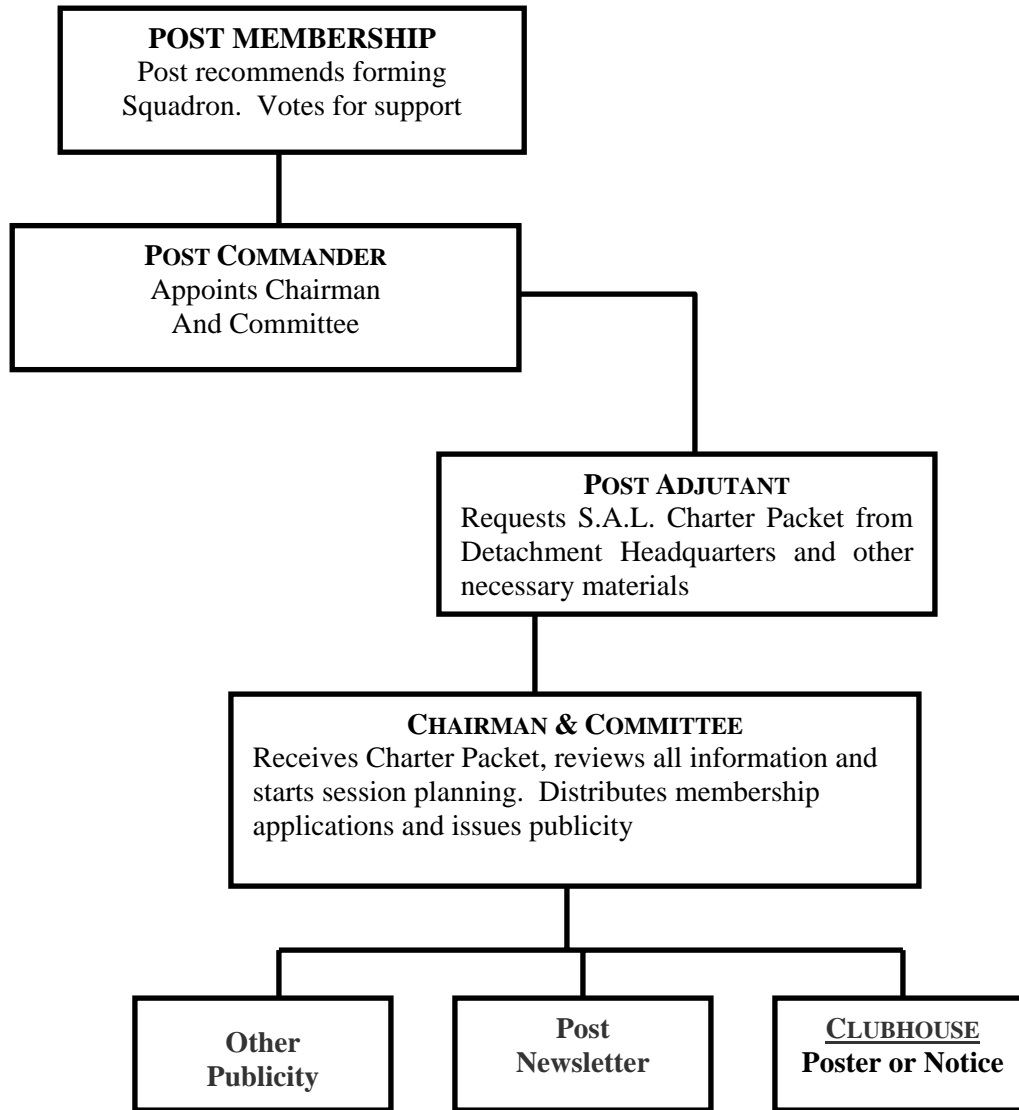 POST MEMBERSHIP
Post recommends forming
Squadron.  Votes for support
POST COMMANDER
Appoints Chairman
And Committee
POST ADJUTANT
Requests S.A.L. Charter Packet from
Detachment Headquarters and other
necessary materials
CHAIRMAN & COMMITTEE
Receives Charter Packet, reviews all information and
starts session planning.  Distributes membership
applications and issues publicity
Other
Publicity
Post
Newsletter
CLUBHOUSE
Poster or Notice